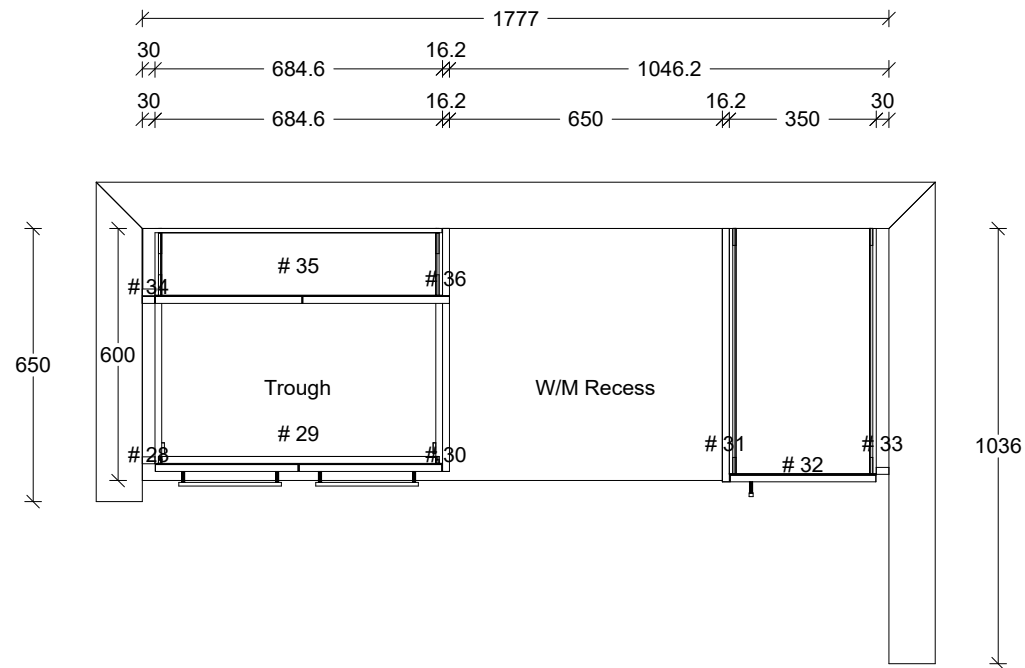 1777
30 684.6 16.2 1046.2
30 684.6 16.2 650 16.2 350 30
# 35
# 34 # 36
650 600 Trough W/M Recess 1036
# 29
# 28 # 30 # 31 # 32 # 33